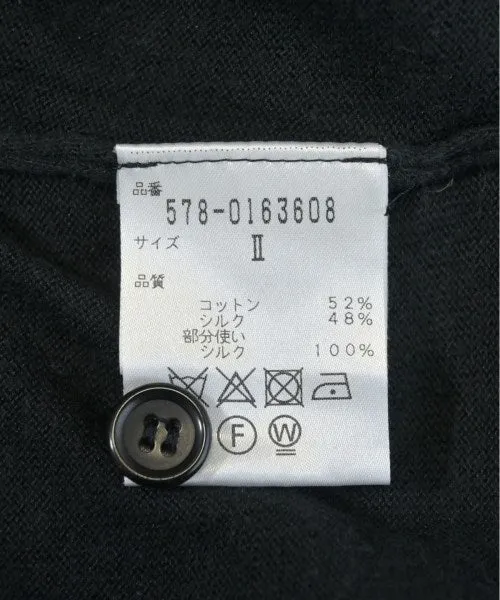 品番
578-0163608
サイズ
Ⅱ
品質
コットン 52%
シルク 48%
部分使い
シルク 100%
F W